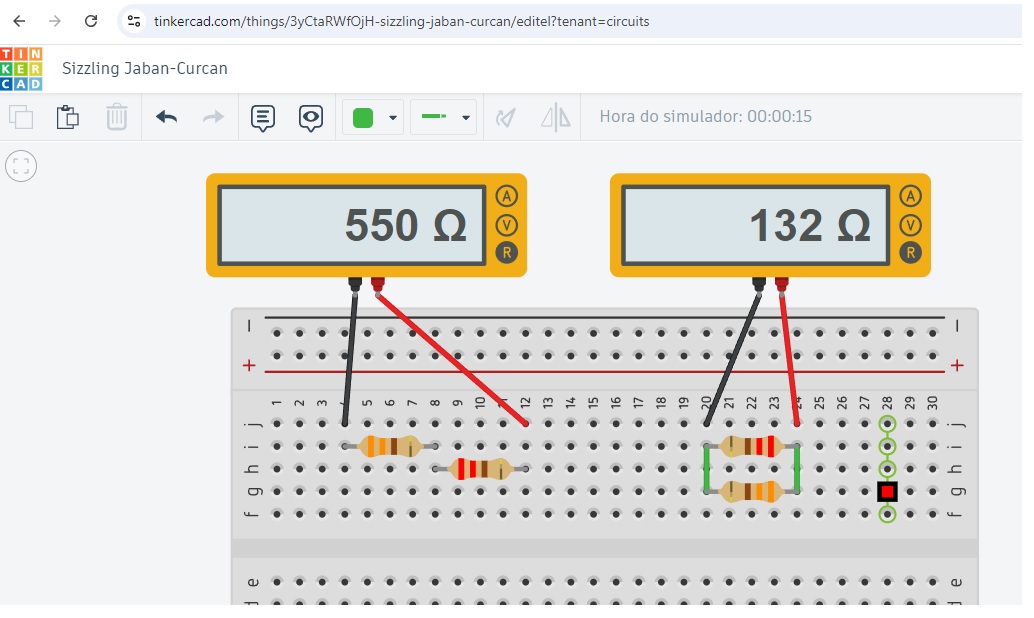 tinkercad.com/things/3yCtaRWfOjH-sizzling-jaban-curcan/editel?tenant=circuits
TIN
KER
CAD
Sizzling Jaban-Curcan
Hora do simulador: 00:00:15
550 Ω
A
V
R
132 Ω
A
V
R
1 2 3 5 6 7 8 9 10 12 13 14 15 16 17 18 19 20 21 22 23 24 25 26 27 28 29 30
j j
i i
h h
g g
f f
e e